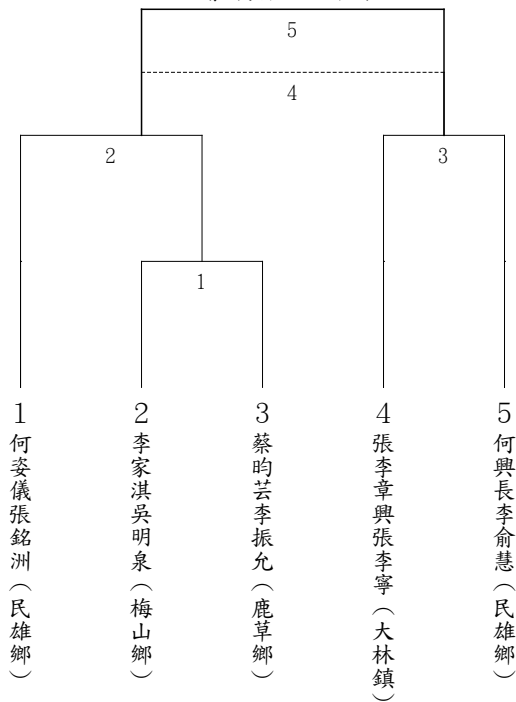 5
4
2
3
1
1
何姿儀張銘洲(民雄鄉)
2
李家淇吳明泉(梅山鄉)
3
蔡昀芸李振允(鹿草鄉)
4
張李章興張李寧(大林鎮)
5
何興長李俞慧(民雄鄉)